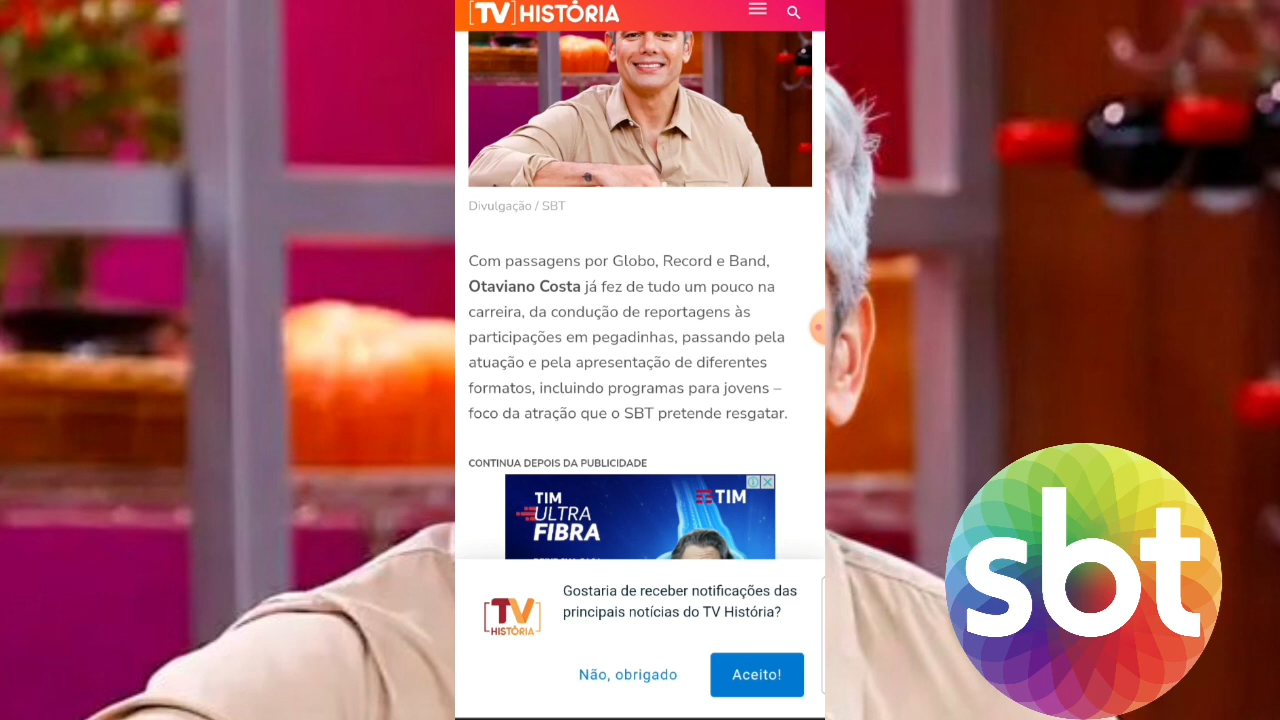 [TV] HISTÓRIA
Divulgação / SBT
Com passagens por Globo, Record e Band,
Otaviano Costa já fez de tudo um pouco na
carreira, da condução de reportagens às
participações em pegadinhas, passando pela
atuação e pela apresentação de diferentes
formatos, incluindo programas para jovens –
foco da atração que o SBT pretende resgatar.
CONTINUA DEPOIS DA PUBLICIDADE
TIM
ULTRA
FIBRA
TIM
Gostaria de receber notificações das
principais notícias do TV História?
[TV]
HISTÓRIA
Não, obrigado
Aceito!
sbt